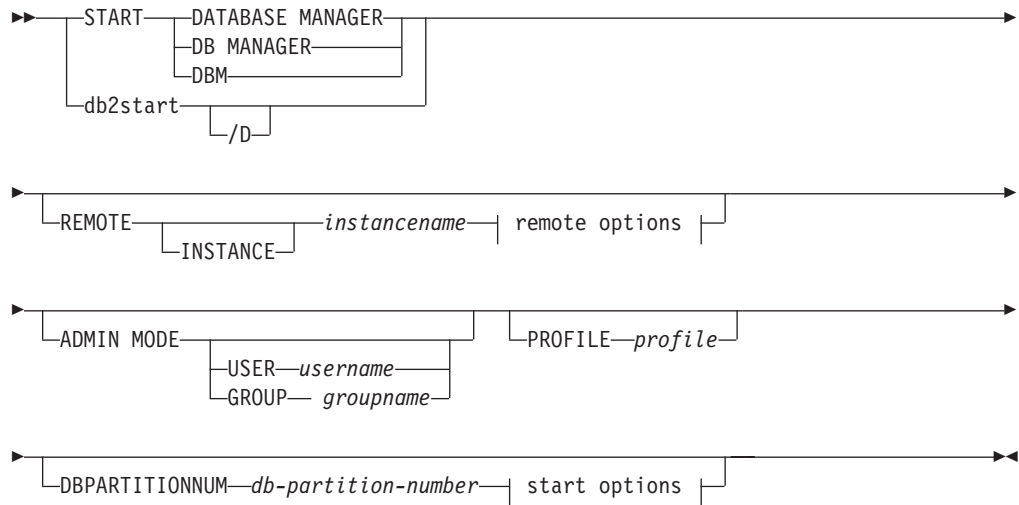 START DATABASE MANAGER
DB MANAGER
DBM
db2start
/D
REMOTE instancename remote options
INSTANCE
ADMIN MODE PROFILE profile
USER username
GROUP groupname
DBPARTITIONNUM db-partition-number start options